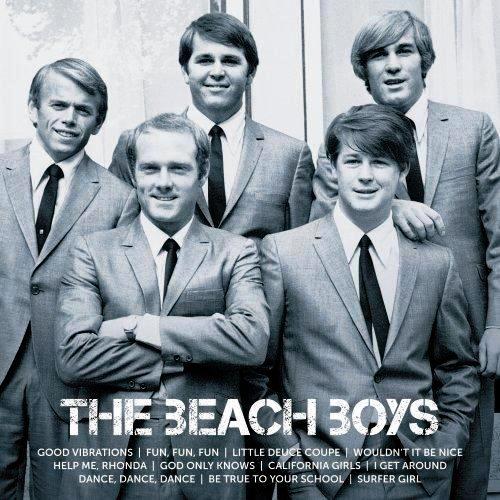 THE BEACH BOYS
GOOD VIBRATIONS | FUN, FUN, FUN | LITTLE DEUCE COUPE | WOULDN'T IT BE NICE
HELP ME, RHONDA | GOD ONLY KNOWS | CALIFORNIA GIRLS | I GET AROUND
DANCE, DANCE, DANCE | BE TRUE TO YOUR SCHOOL | SURFER GIRL